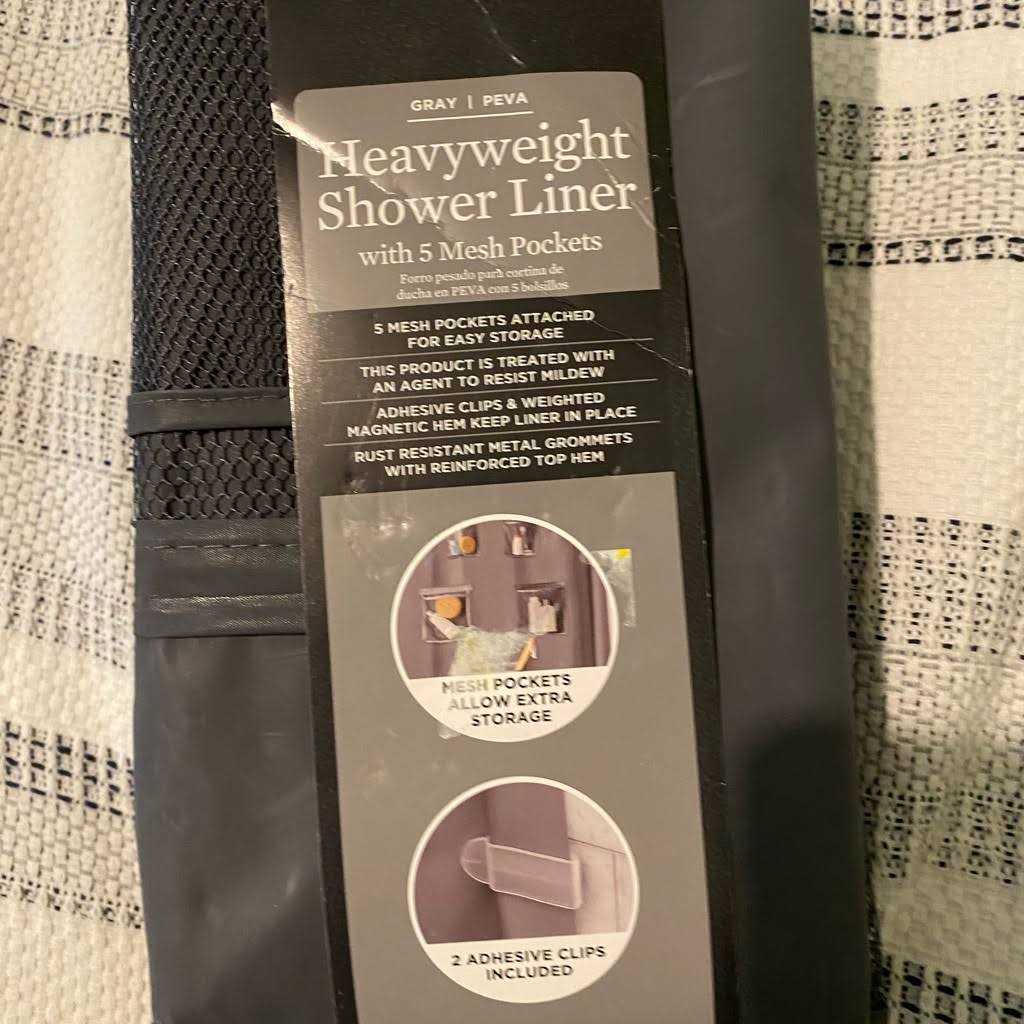 GRAY | PEVA
Heavyweight
Shower Liner
with 5 Mesh Pockets
Forro pesado para cortina de
ducha en PEVA con 5 bolsillos
5 MESH POCKETS ATTACHED
FOR EASY STORAGE
THIS PRODUCT IS TREATED WITH
AN AGENT TO RESIST MILDEW
ADHESIVE CLIPS & WEIGHTED
MAGNETIC HEM KEEP LINER IN PLACE
RUST RESISTANT METAL GROMMETS
WITH REINFORCED TOP HEM
MESH POCKETS
ALLOW EXTRA
STORAGE
2 ADHESIVE CLIPS
INCLUDED